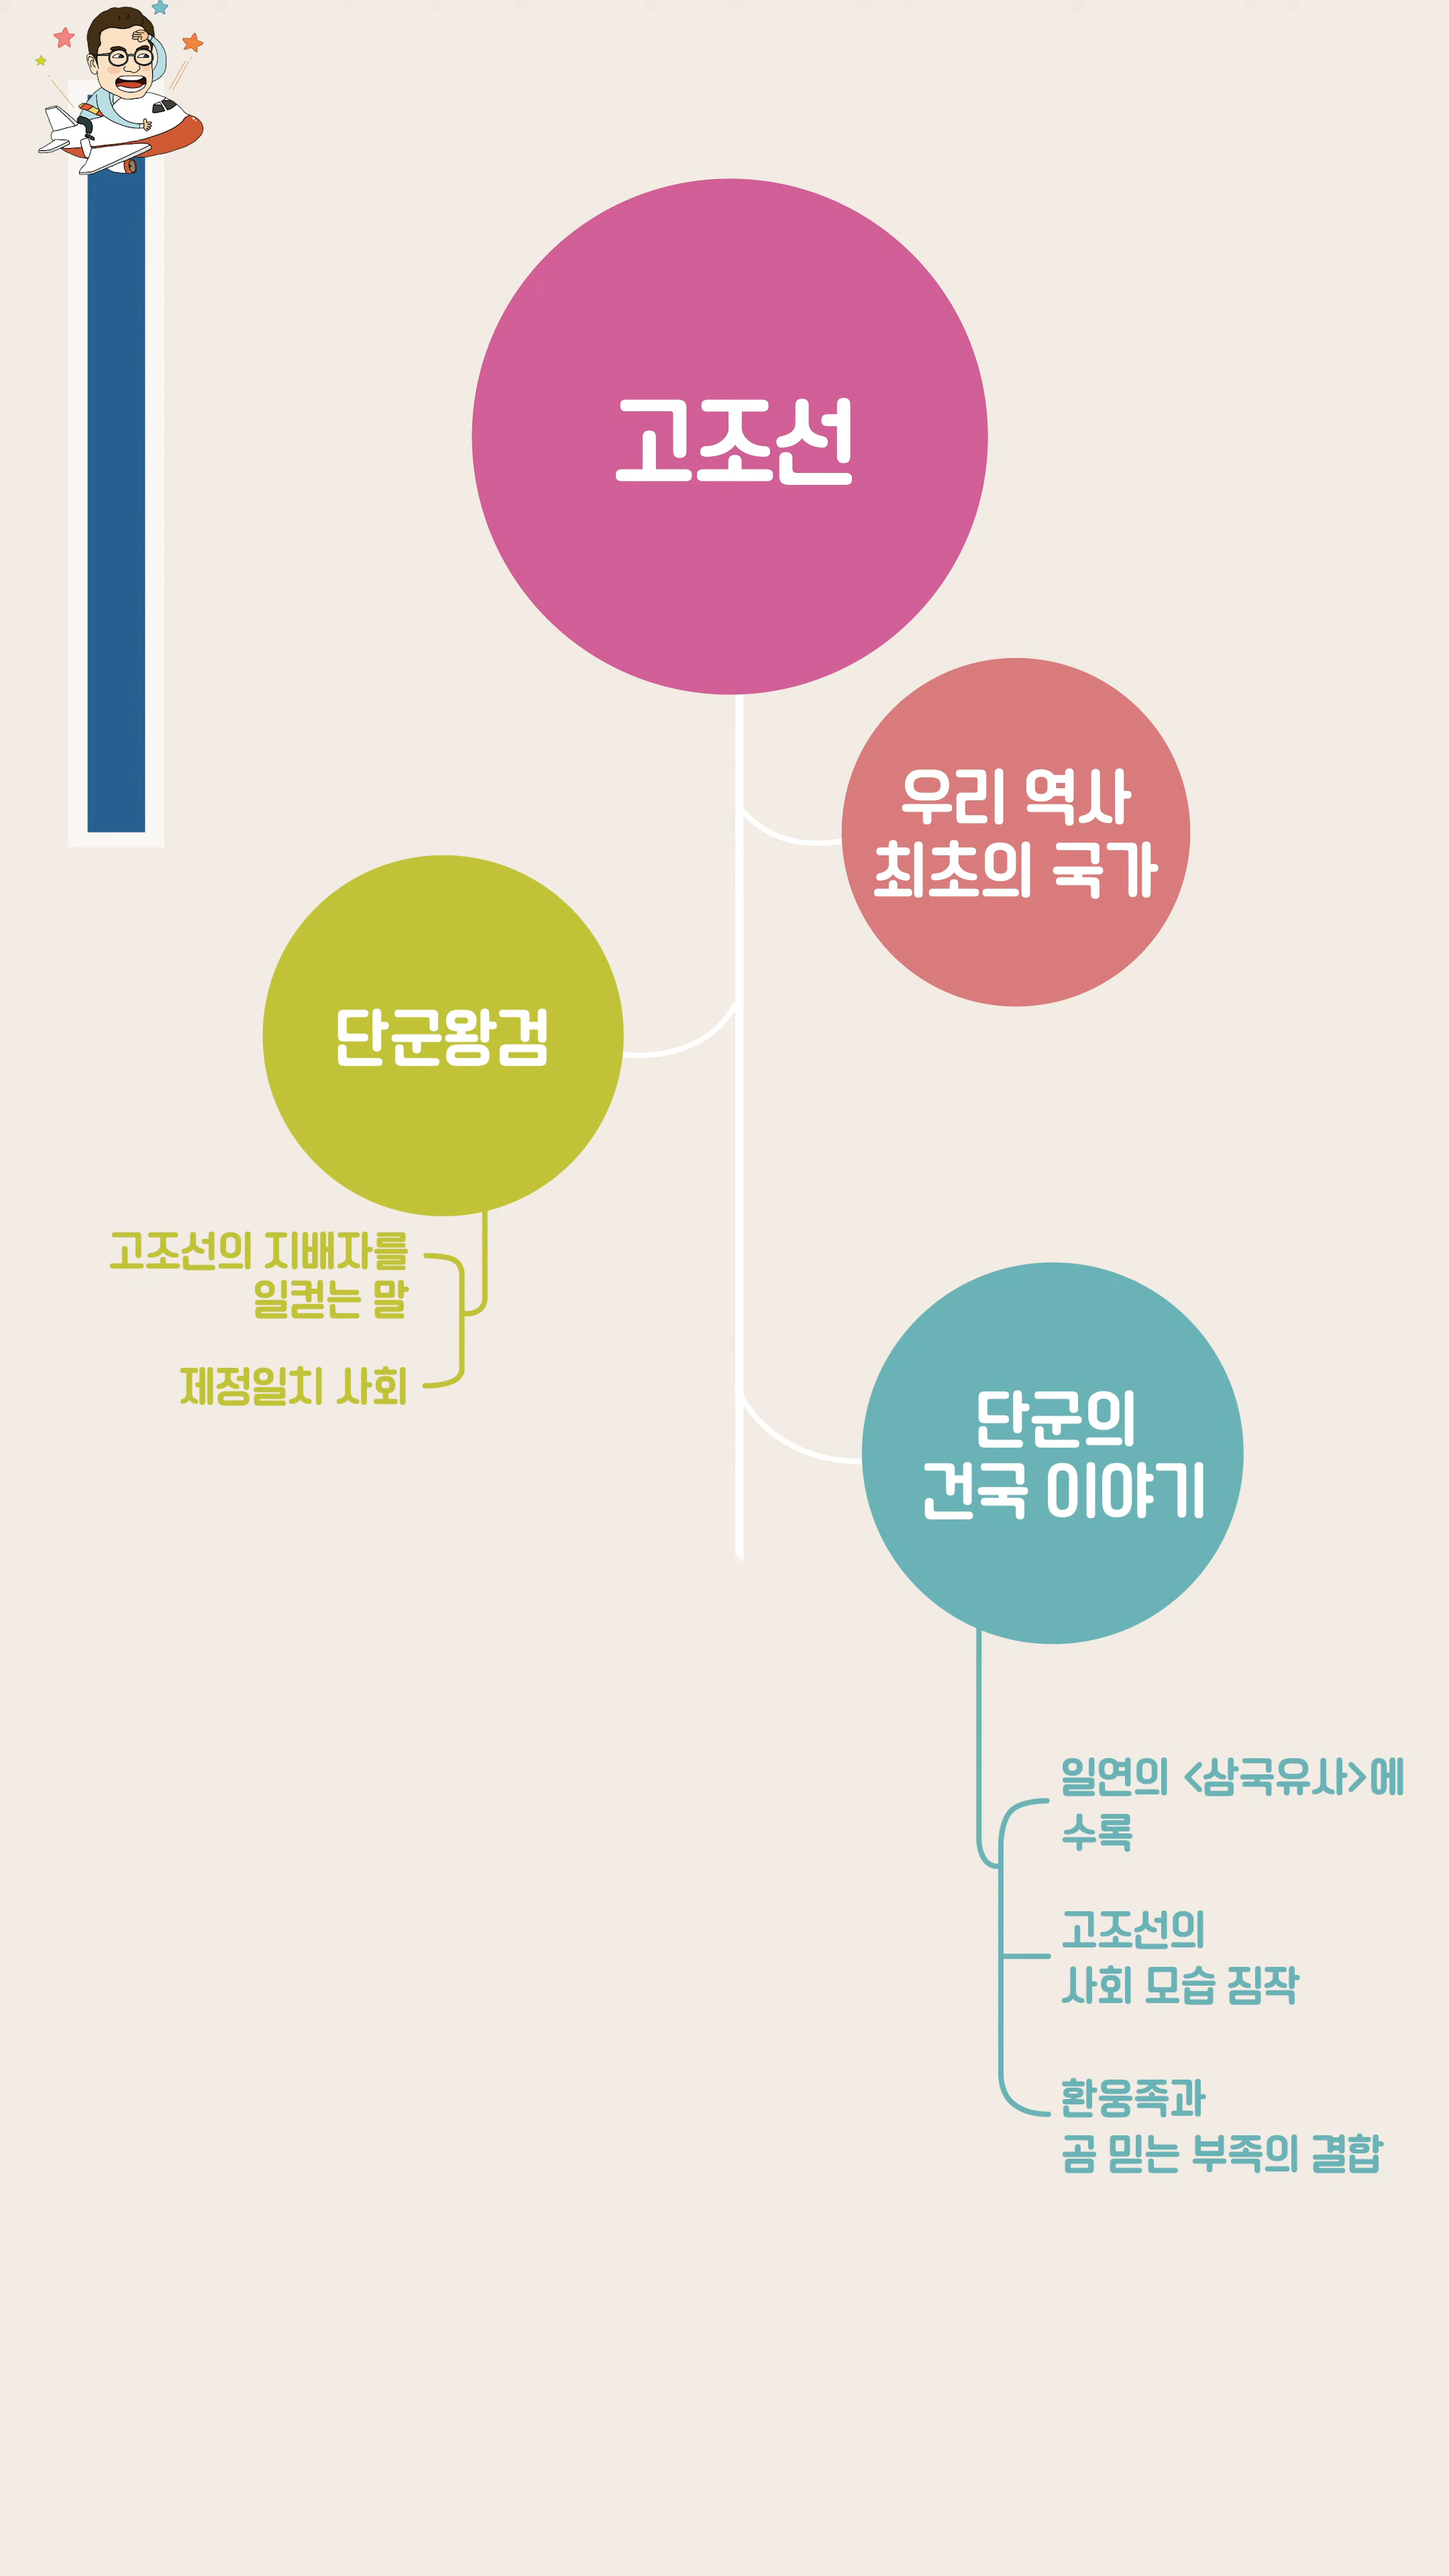 고조선
우리 역사
최초의 국가
단군왕검
고조선의 지배자를
일컫는 말
제정일치 사회
단군의
건국 이야기
일연의 <삼국유사>에
수록
고조선의
사회 모습 짐작
환웅족과
곰 믿는 부족의 결합